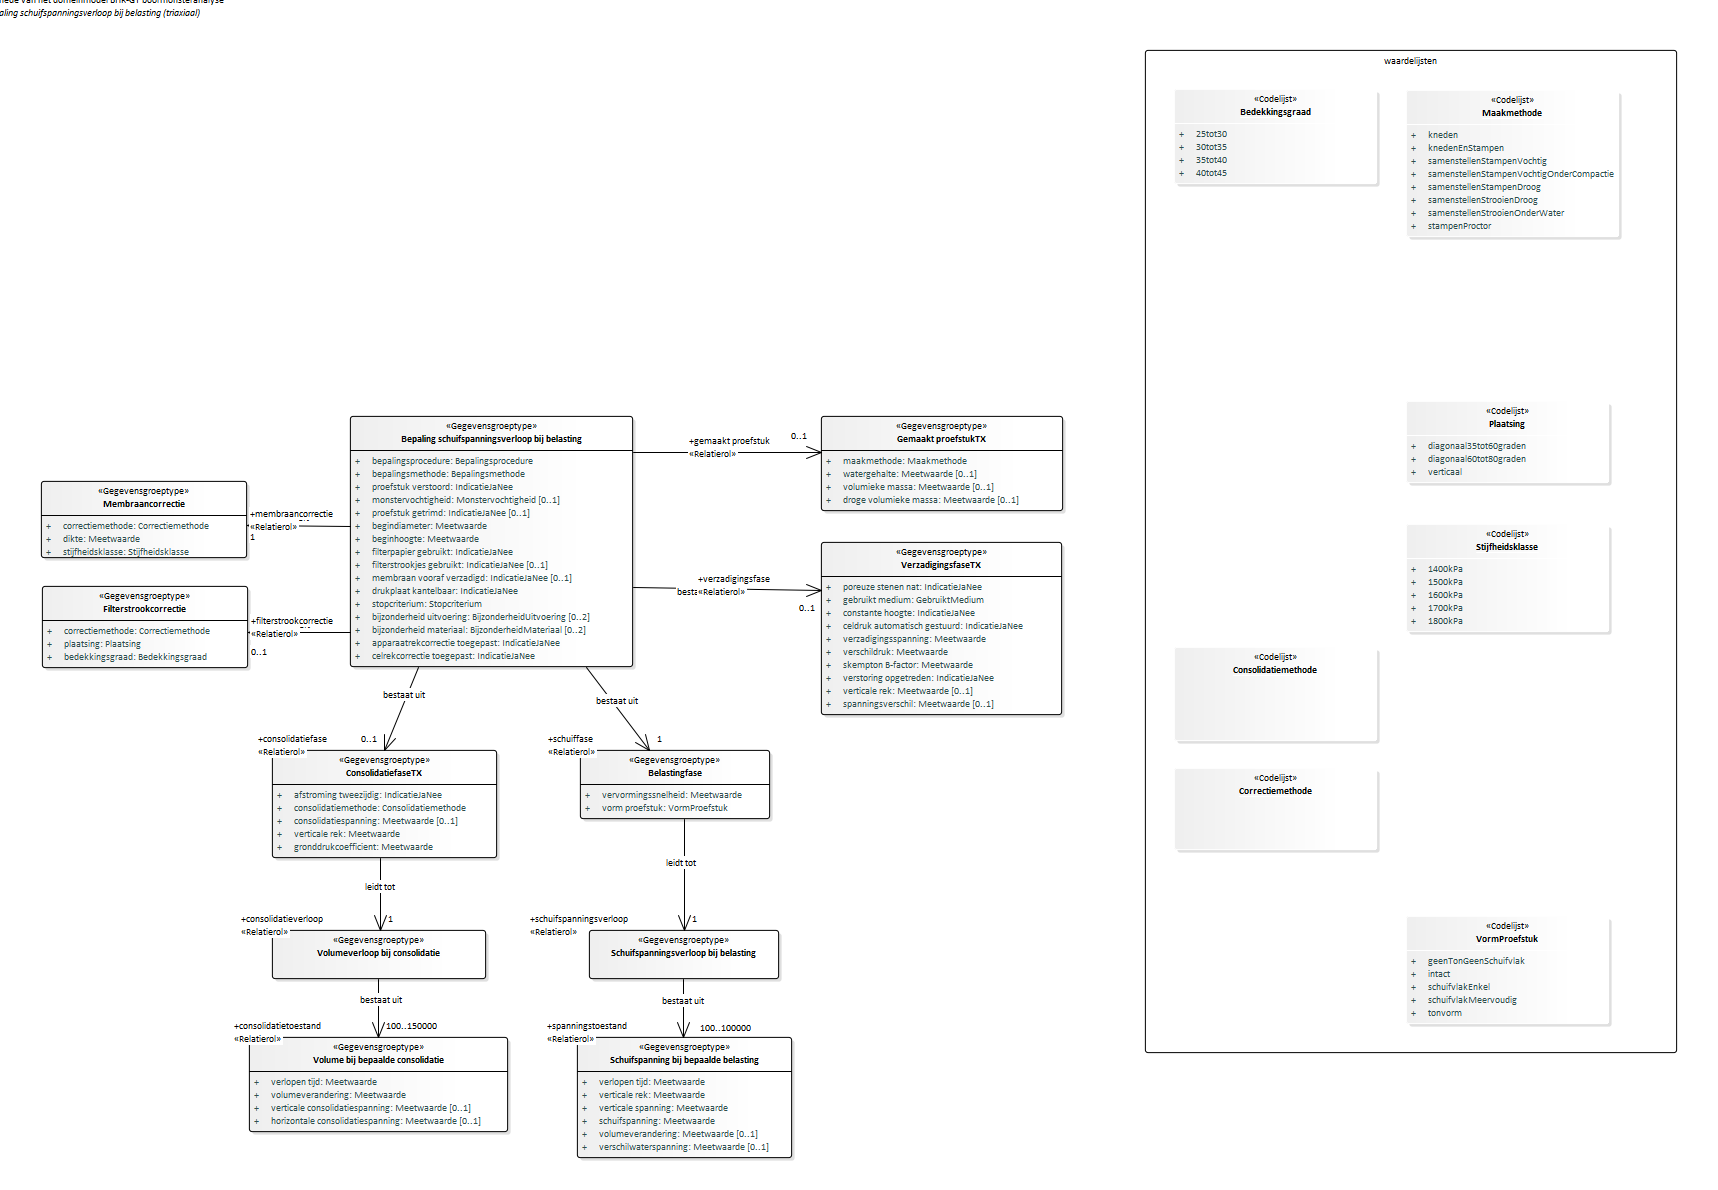 aling schuifspanningsverloop bij belasting (triaxiaal)
waardelijsten
«Codelijst»
Bedekkingsgraad
+ 25tot30
+ 30tot35
+ 35tot40
+ 40tot45
«Codelijst»
Maakmethode
+ kneden
+ knedenEnStampen
+ samenstellenStampenVochtig
+ samenstellenStampenVochtigOnderCompactie
+ samenstellenStampenDroog
+ samenstellenStrooienDroog
+ samenstellenStrooienOnderWater
+ stampenProctor
«Codelijst»
Plaatsing
+ diagonaal35tot60graden
+ diagonaal60tot80graden
+ verticaal
«Codelijst»
Stijfheidsklasse
+ 1400kPa
+ 1500kPa
+ 1600kPa
+ 1700kPa
+ 1800kPa
«Codelijst»
Consolidatiemethode
«Codelijst»
Correctiemethode
«Codelijst»
VormProefstuk
+ geenTonGeenSchuifvlak
+ intact
+ schuifvlakEnkel
+ schuifvlakMeervoudig
+ tonvorm
«Gegevensgroeptype»
Bepaling schuifspanningsverloop bij belasting
+ bepalingsprocedure: Bepalingsprocedure
+ bepalingsmethode: Bepalingsmethode
+ proefstuk verstoord: IndicatieJaNee
+ monstervochtigheid: Monstervochtigheid [0..1]
+ proefstuk getrimd: IndicatieJaNee [0..1]
+ begindiameter: Meetwaarde
+ beginhoogte: Meetwaarde
+ filterpapier gebruikt: IndicatieJaNee
+ filterstrookjes gebruikt: IndicatieJaNee [0..1]
+ membraan vooraf verzadigd: IndicatieJaNee [0..1]
+ drukplaat kantelbaar: IndicatieJaNee
+ stopcriterium: Stopcriterium
+ bijzonderheid uitvoering: BijzonderheidUitvoering [0..2]
+ bijzonderheid materiaal: BijzonderheidMateriaal [0..2]
+ apparaatrekcorrectie toegepast: IndicatieJaNee
+ celrekcorrectie toegepast: IndicatieJaNee
+gemaakt proefstuk
0..1
«Relatierol»
«Gegevensgroeptype»
Gemaakt proefstukTX
+ maakmethode: Maakmethode
+ watergehalte: Meetwaarde [0..1]
+ volumieke massa: Meetwaarde [0..1]
+ droge volumieke massa: Meetwaarde [0..1]
«Gegevensgroeptype»
Membraancorrectie
+ correctiemethode: Correctiemethode
+ dikte: Meetwaarde
+ stijfheidsklasse: Stijfheidsklasse
+membraancorrectie
«Relatierol»
1
«Gegevensgroeptype»
Filterstrookcorrectie
+ correctiemethode: Correctiemethode
+ plaatsing: Plaatsing
+ bedekkingsgraad: Bedekkingsgraad
+filterstrookcorrectie
«Relatierol»
0..1
+verzadigingsfase
besta«Relatierol»
0..1
«Gegevensgroeptype»
VerzadigingsfaseTX
+ poreuze stenen nat: IndicatieJaNee
+ gebruikt medium: GebruiktMedium
+ constante hoogte: IndicatieJaNee
+ celdruk automatisch gestuurd: IndicatieJaNee
+ verzadigingsspanning: Meetwaarde
+ verschildruk: Meetwaarde
+ skempton B-factor: Meetwaarde
+ verstoring opgetreden: IndicatieJaNee
+ verticale rek: Meetwaarde [0..1]
+ spanningsverschil: Meetwaarde [0..1]
bestaat uit
bestaat uit
+consolidatiefase
0..1
«Relatierol»
«Gegevensgroeptype»
ConsolidatiefaseTX
+ afstroming tweezijdig: IndicatieJaNee
+ consolidatiemethode: Consolidatiemethode
+ consolidatiespanning: Meetwaarde [0..1]
+ verticale rek: Meetwaarde
+ gronddrukcoefficient: Meetwaarde
+schuiffase
1
«Relatierol»
«Gegevensgroeptype»
Belastingfase
+ vervormingssnelheid: Meetwaarde
+ vorm proefstuk: VormProefstuk
leidt tot
leidt tot
+consolidatieverloop
1
«Relatierol»
«Gegevensgroeptype»
Volumeverloop bij consolidatie
+schuifspanningsverloop
1
«Relatierol»
«Gegevensgroeptype»
Schuifspanningsverloop bij belasting
bestaat uit
bestaat uit
+consolidatietoestand
100..150000
«Relatierol»
«Gegevensgroeptype»
Volume bij bepaalde consolidatie
+ verlopen tijd: Meetwaarde
+ volumeverandering: Meetwaarde
+ verticale consolidatiespanning: Meetwaarde [0..1]
+ horizontale consolidatiespanning: Meetwaarde [0..1]
+spanningstoestand
100..100000
«Relatierol»
«Gegevensgroeptype»
Schuifspanning bij bepaalde belasting
+ verlopen tijd: Meetwaarde
+ verticale rek: Meetwaarde
+ verticale spanning: Meetwaarde
+ schuifspanning: Meetwaarde
+ volumeverandering: Meetwaarde [0..1]
+ verschilwaterspanning: Meetwaarde [0..1]